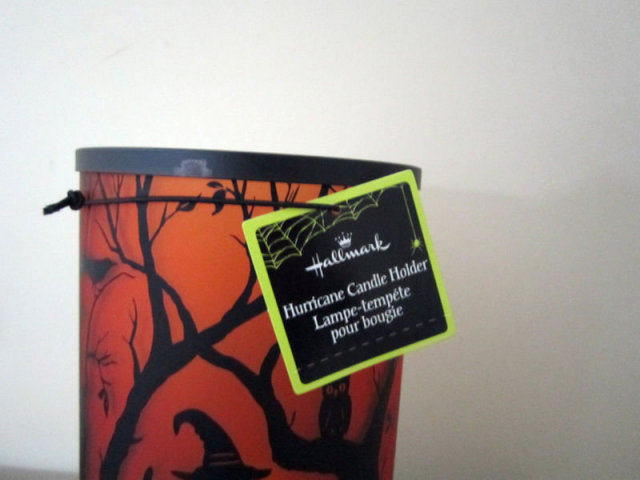 Hallmark
Hurricane Candle Holder
Lampe-tempête
pour bougie